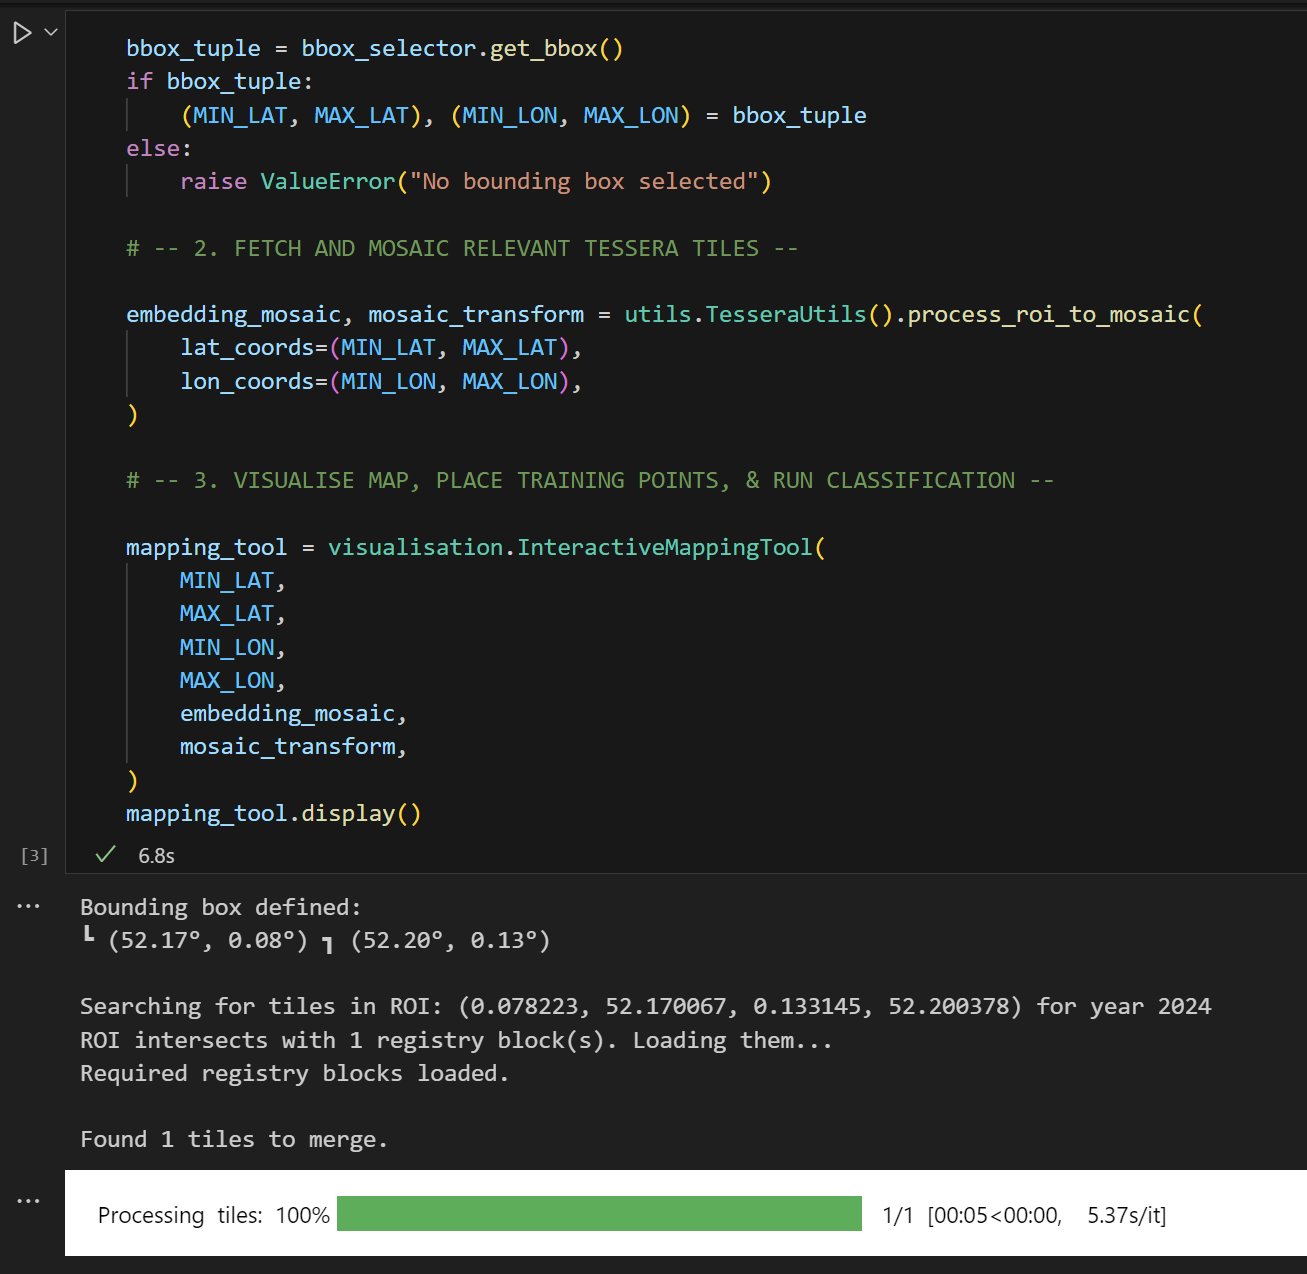 bbox_tuple = bbox_selector.get_bbox()
if bbox_tuple:
    (MIN_LAT, MAX_LAT), (MIN_LON, MAX_LON) = bbox_tuple
else:
    raise ValueError("No bounding box selected")

# -- 2. FETCH AND MOSAIC RELEVANT TESSERA TILES --

embedding_mosaic, mosaic_transform = utils.TesseraUtils().process_roi_to_mosaic(
    lat_coords=(MIN_LAT, MAX_LAT),
    lon_coords=(MIN_LON, MAX_LON),
)

# -- 3. VISUALISE MAP, PLACE TRAINING POINTS, & RUN CLASSIFICATION --

mapping_tool = visualisation.InteractiveMappingTool(
    MIN_LAT,
    MAX_LAT,
    MIN_LON,
    MAX_LON,
    embedding_mosaic,
    mosaic_transform,
)
mapping_tool.display()
[3] ✓ 6.8s
... Bounding box defined:
┗ (52.17º, 0.08º) ┓ (52.20º, 0.13º)

Searching for tiles in ROI: (0.078223, 52.170067, 0.133145, 52.200378) for year 2024
ROI intersects with 1 registry block(s). Loading them...
Required registry blocks loaded.

Found 1 tiles to merge.
... Processing tiles: 100% 1/1 [00:05<00:00, 5.37s/it]